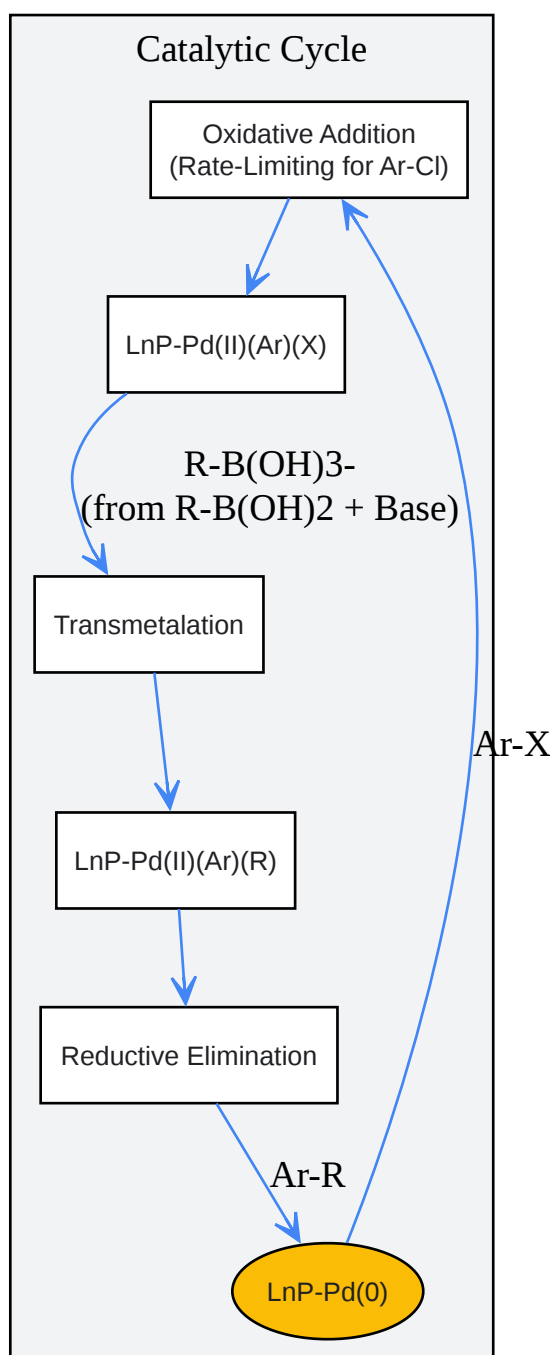 Catalytic Cycle
Oxidative Addition
(Rate-Limiting for Ar-Cl)
LnP-Pd(II)(Ar)(X)
R-B(OH)3-
(from R-B(OH)2 + Base)
Transmetalation
Ar-X
LnP-Pd(II)(Ar)(R)
Reductive Elimination
Ar-R
LnP-Pd(0)